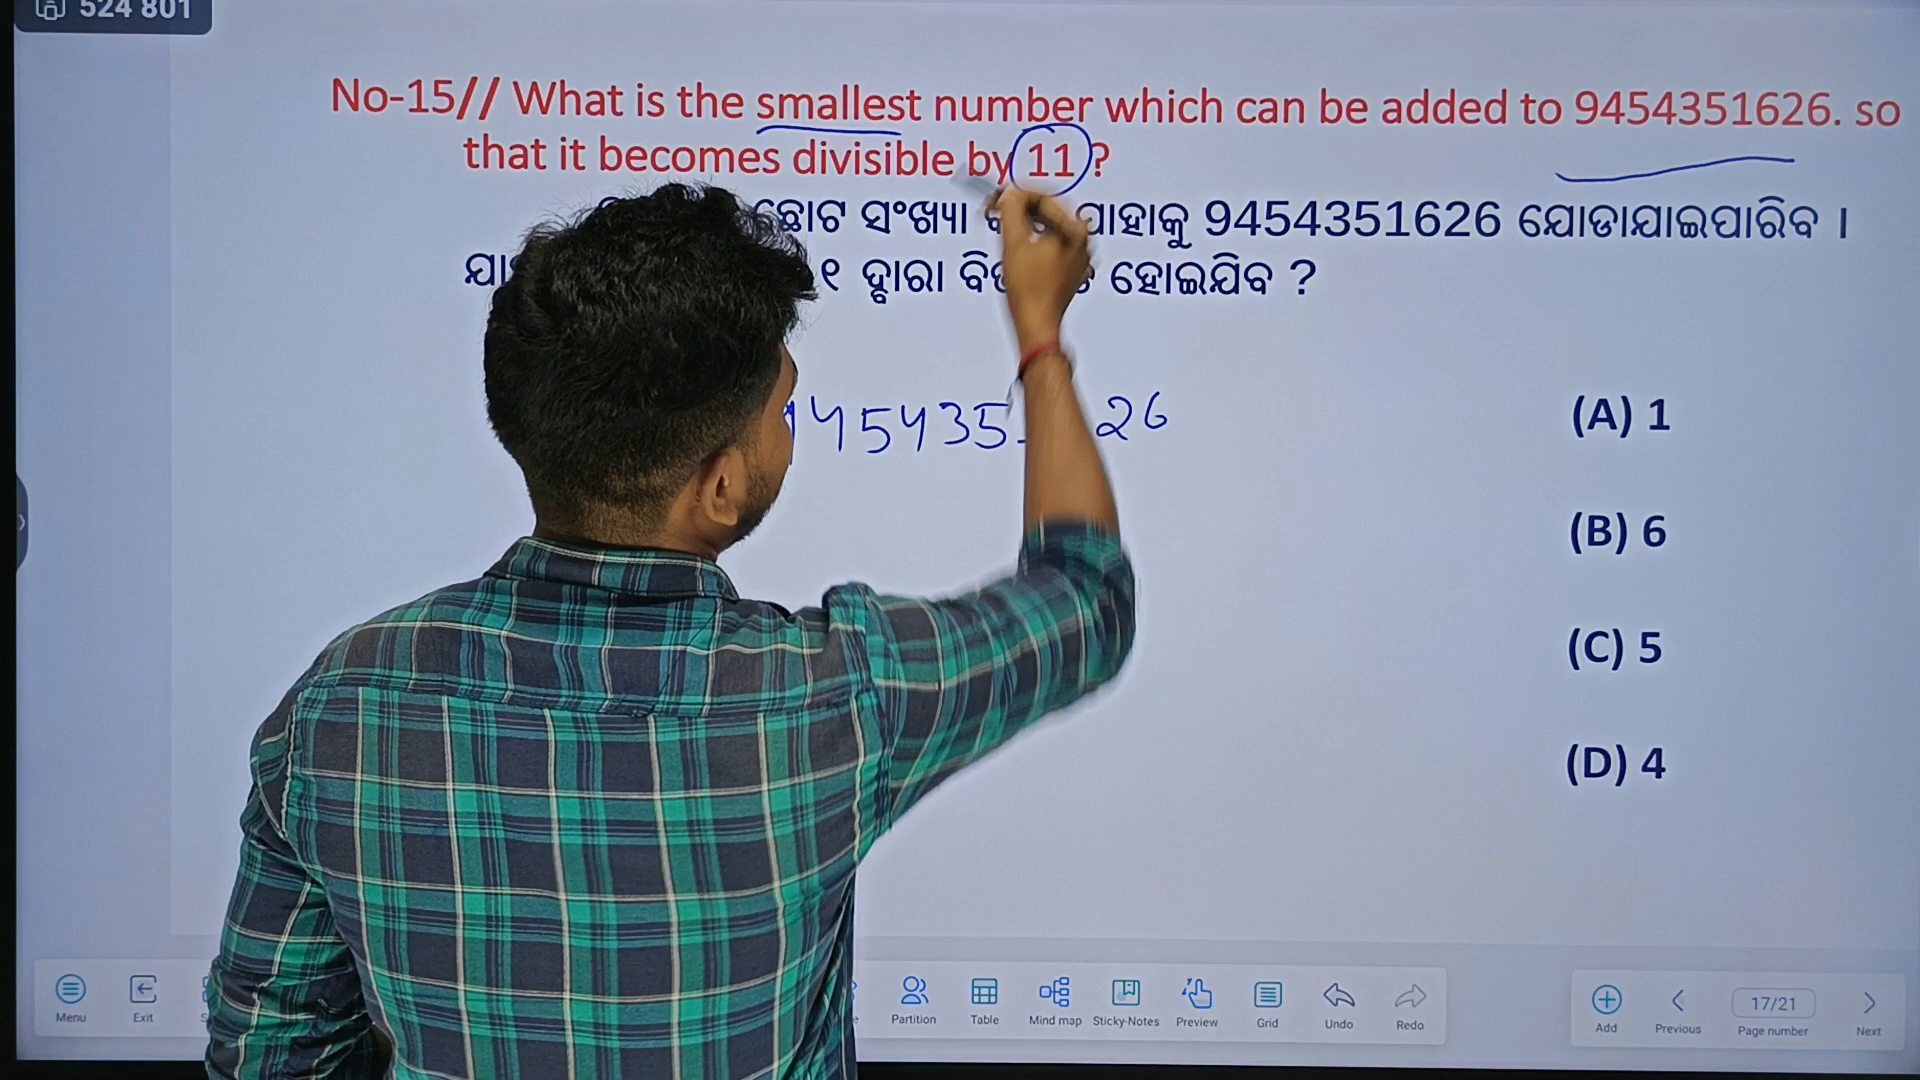 524 801
No-15// What is the smallest number which can be added to 9454351626. so
that it becomes divisible by 11 ?
ଛୋଟ ସଂଖ୍ୟା ଯାହାକୁ 9454351626 ଯୋଡାଯାଇପାରିବ ।
୧ ଦ୍ବାରା ହୋଇଯିବ ?
945435 26
(A) 1
(B) 6
(C) 5
(D) 4
Menu Exit Partition Table Mind map Sticky-Notes Preview Grid Undo Redo Add Previous 17/21 Page number Next